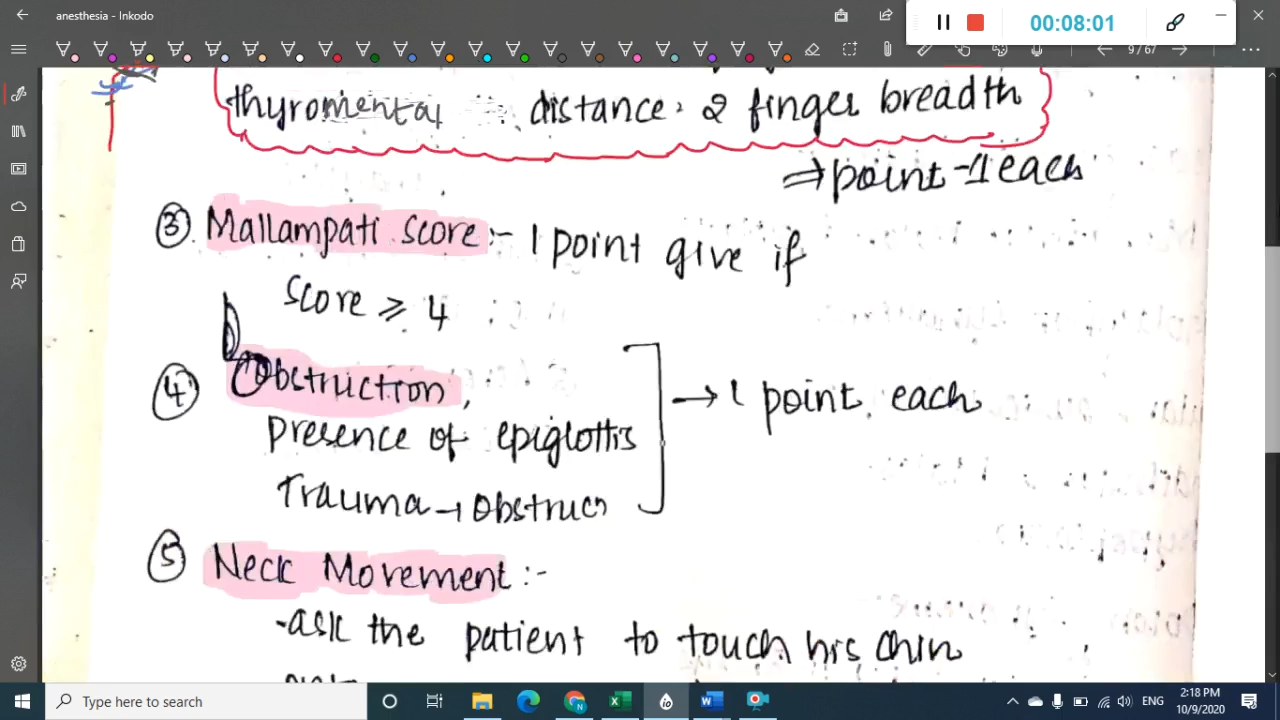 anesthesia - Inkodo
00:08:01
9 / 67
thyromental distance: 2 finger breadth
⇒ point -1 each
③ Mallampati score :- 1 point give if
score ≥ 4
④ Obstruction,
presence of epiglottis
Trauma → Obstruc
→ 1 point each
⑤ Neck Movement :-
- ask the patient to touch his chin
Type here to search
ENG
2:18 PM
10/9/2020